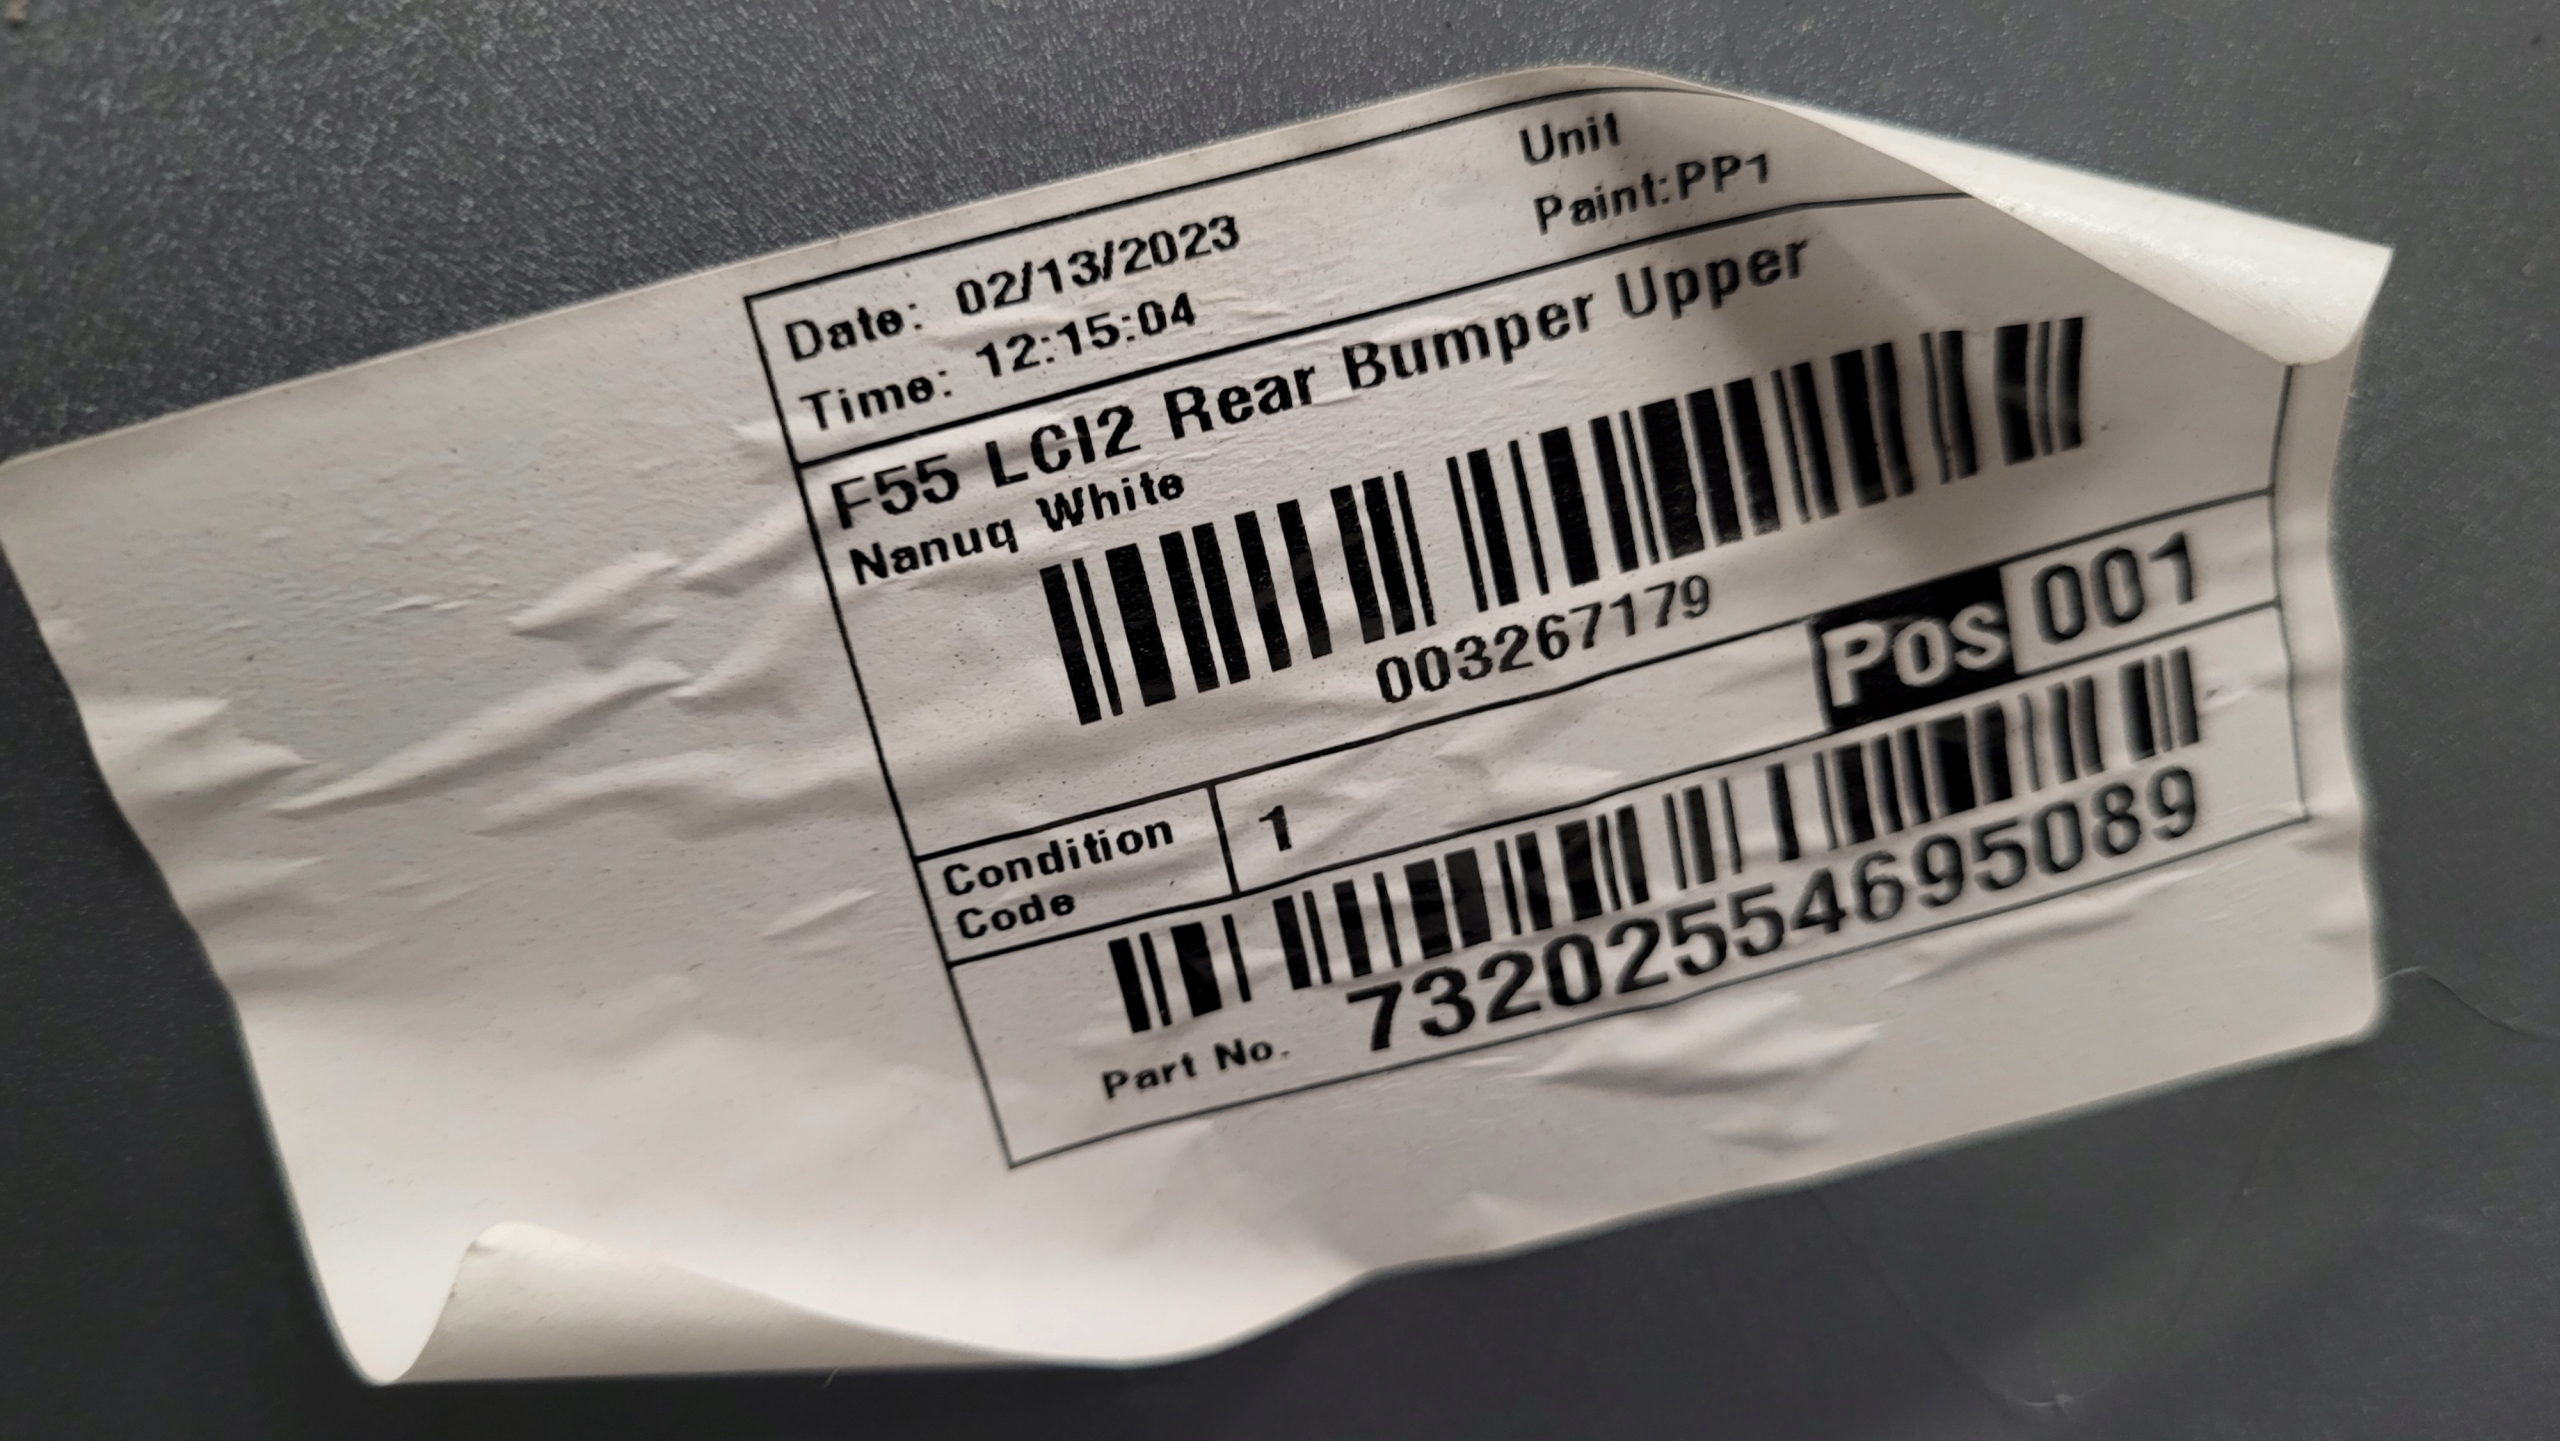 Unit
Date: 02/13/2023 Paint:PP1
Time: 12:15:04
F55 LCI2 Rear Bumper Upper
Nanuq White
003267179
Pos 001
Condition 1
Code
Part No. 73202554695089